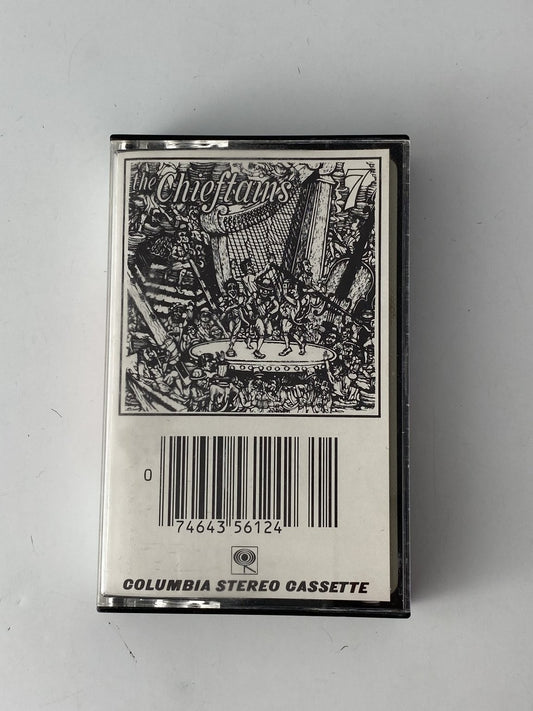 the Chieftains 7
0 74643 56124
COLUMBIA STEREO CASSETTE